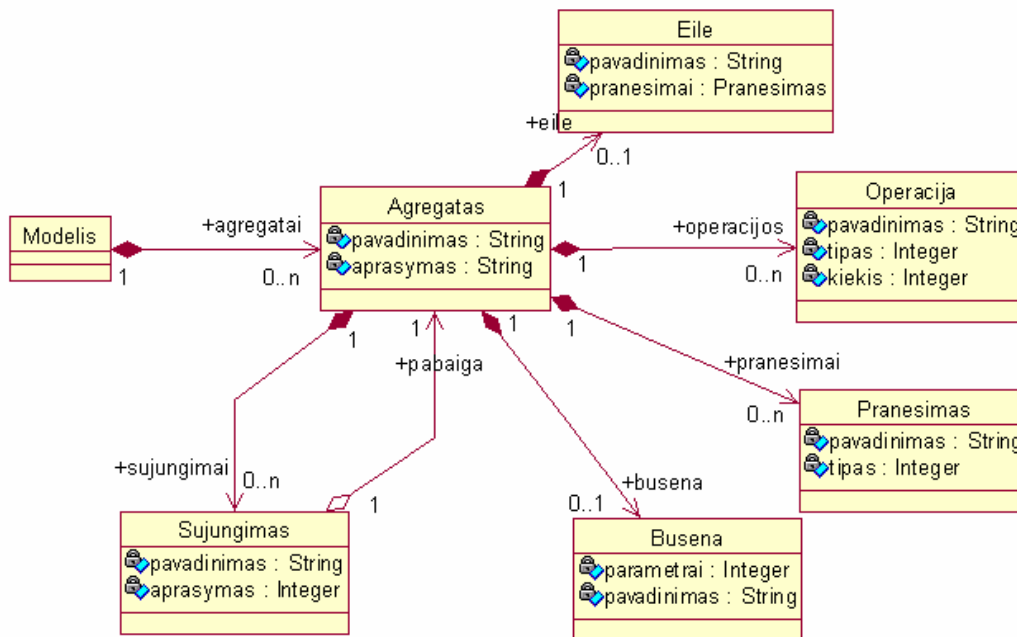 Eile
pavadinimas : String
pranesimai : Pranesimas
+eile
0..1
1
Modelis
1
+agregatai
0..n
Agregatas
pavadinimas : String
aprasymas : String
1
+operacijos
0..n
Operacija
pavadinimas : String
tipas : Integer
kiekis : Integer
1
1
+pabaiga
1
1
+pranesimai
0..n
Pranesimas
pavadinimas : String
tipas : Integer
+sujungimai
0..n
1
Sujungimas
pavadinimas : String
aprasymas : Integer
+busena
0..1
Busena
parametrai : Integer
pavadinimas : String